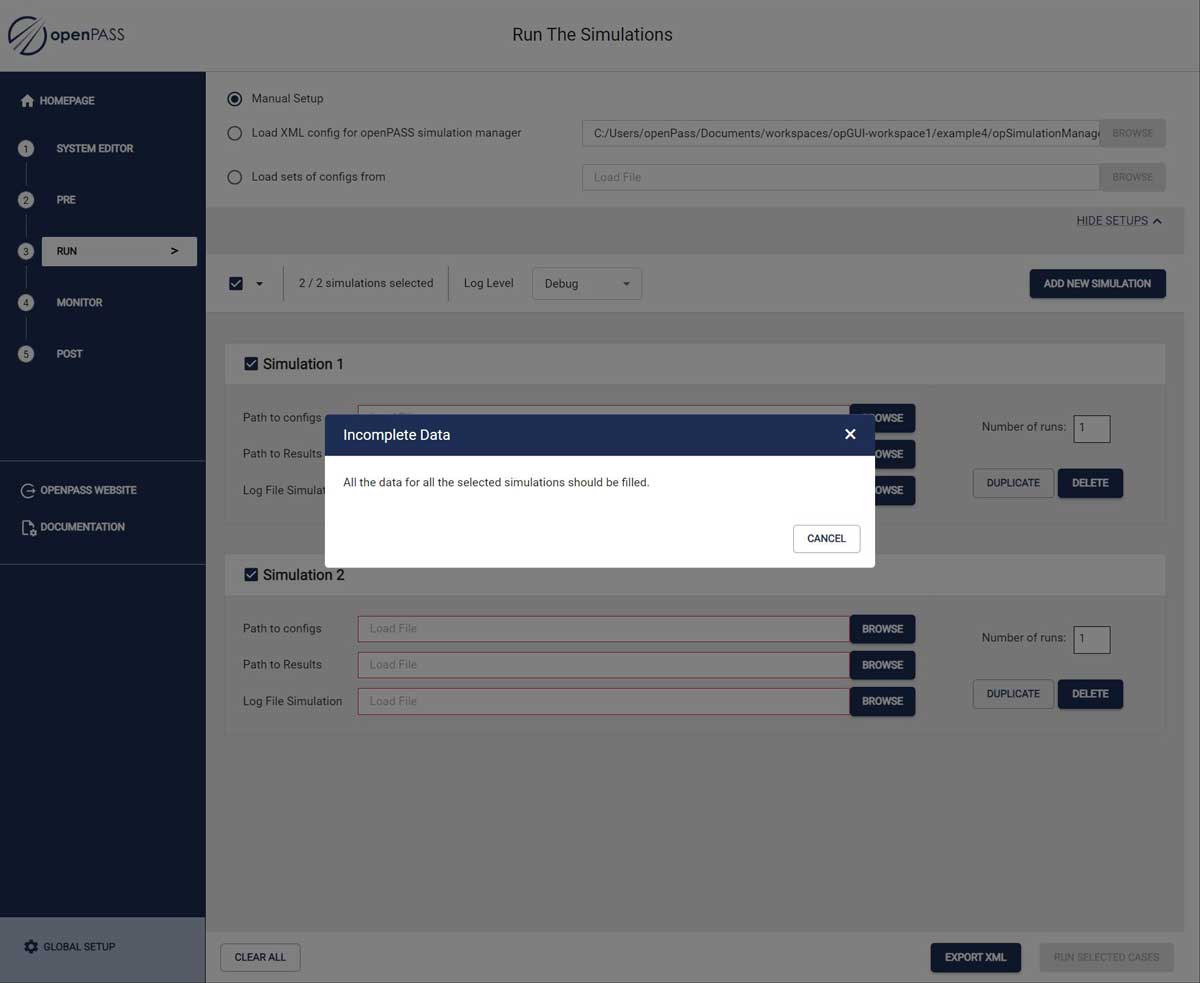 openPASS
Run The Simulations
HOMEPAGE
1 SYSTEM EDITOR
2 PRE
3 RUN >
4 MONITOR
5 POST
OPENPASS WEBSITE
DOCUMENTATION
GLOBAL SETUP
Manual Setup
Load XML config for openPASS simulation manager C:/Users/openPass/Documents/workspaces/opGUI-workspace1/example4/opSimulationManage BROWSE
Load sets of configs from Load File BROWSE
HIDE SETUPS
2 / 2 simulations selected Log Level Debug ADD NEW SIMULATION
Simulation 1
Path to configs OWSE
Number of runs: 1
Path to Results OWSE
Log File Simulat OWSE
DUPLICATE DELETE
Incomplete Data
All the data for all the selected simulations should be filled.
CANCEL
Simulation 2
Path to configs Load File BROWSE
Number of runs: 1
Path to Results Load File BROWSE
Log File Simulation Load File BROWSE
DUPLICATE DELETE
CLEAR ALL EXPORT XML RUN SELECTED CASES